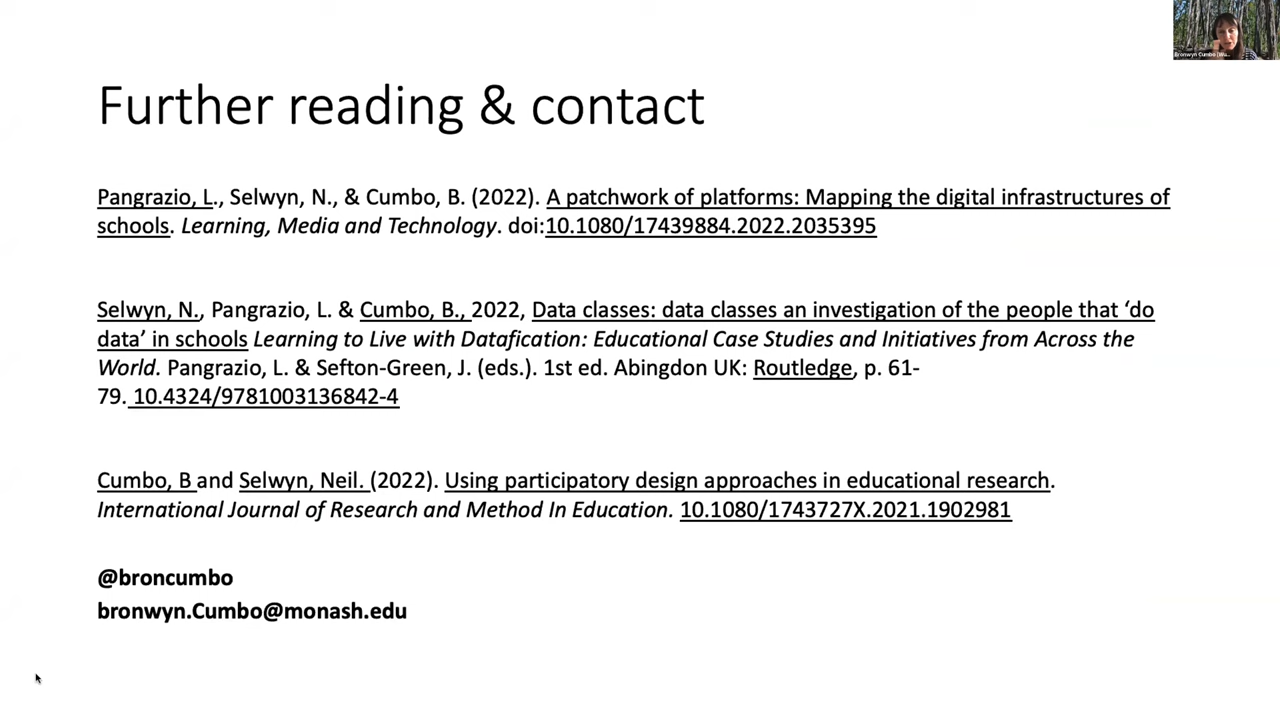 Bronwyn Cumbo
Further reading & contact
Pangrazio, L., Selwyn, N., & Cumbo, B. (2022). A patchwork of platforms: Mapping the digital infrastructures of
schools. Learning, Media and Technology. doi:10.1080/17439884.2022.2035395
Selwyn, N., Pangrazio, L. & Cumbo, B., 2022, Data classes: data classes an investigation of the people that ‘do
data’ in schools Learning to Live with Datafication: Educational Case Studies and Initiatives from Across the
World. Pangrazio, L. & Sefton-Green, J. (eds.). 1st ed. Abingdon UK: Routledge, p. 61-
79. 10.4324/9781003136842-4
Cumbo, B and Selwyn, Neil. (2022). Using participatory design approaches in educational research.
International Journal of Research and Method In Education. 10.1080/1743727X.2021.1902981
@broncumbo
bronwyn.Cumbo@monash.edu